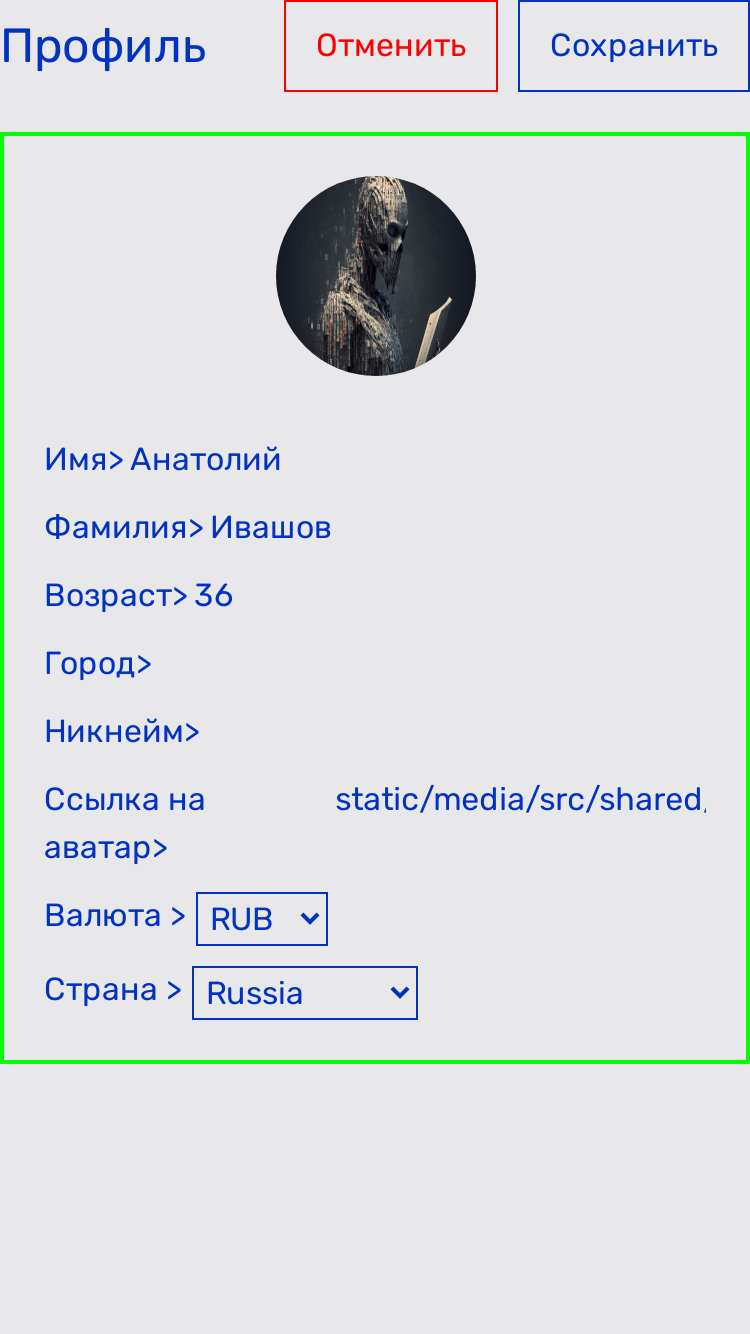 Профиль
Отменить
Сохранить
Имя> Анатолий
Фамилия> Ивашов
Возраст> 36
Город>
Никнейм>
Ссылка на static/media/src/shared/
аватар>
Валюта > RUB
Страна > Russia